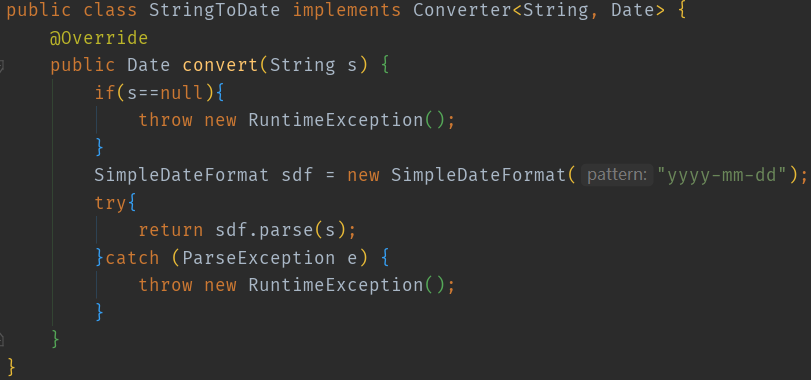 public class StringToDate implements Converter<String, Date> {
    @Override
    public Date convert(String s) {
        if(s==null){
            throw new RuntimeException();
        }
        SimpleDateFormat sdf = new SimpleDateFormat( pattern: "yyyy-mm-dd");
        try{
            return sdf.parse(s);
        }catch (ParseException e) {
            throw new RuntimeException();
        }
    }
}